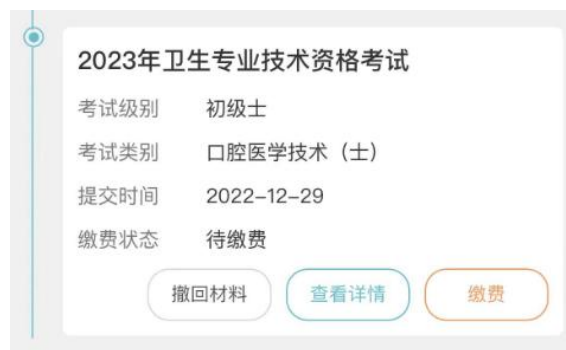 2023年卫生专业技术资格考试
考试级别 初级士
考试类别 口腔医学技术（士）
提交时间 2022-12-29
缴费状态 待缴费
撤回材料 查看详情 缴费